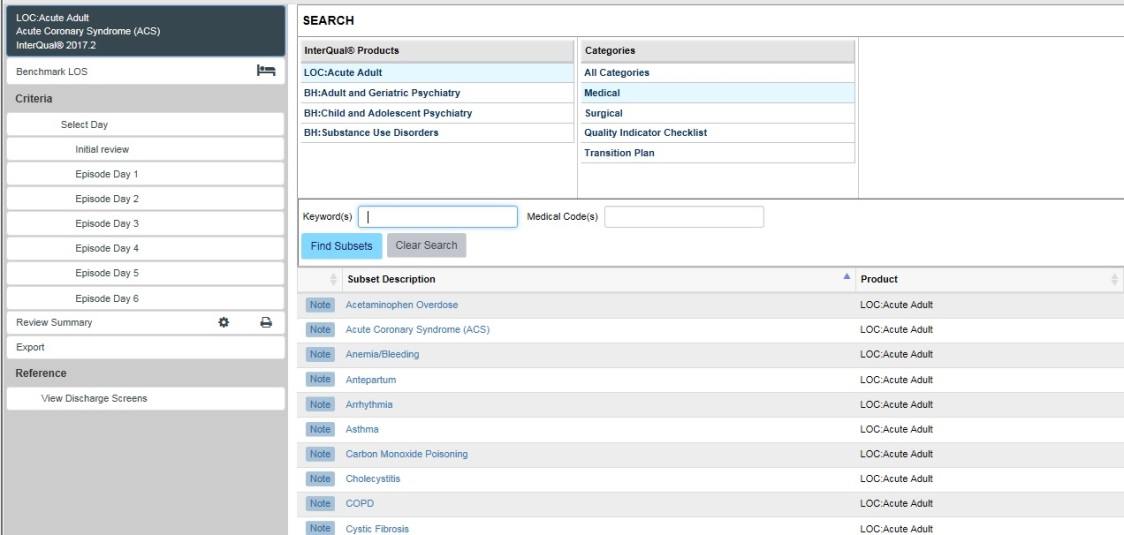 LOC:Acute Adult
Acute Coronary Syndrome (ACS)
InterQual® 2017.2
Benchmark LOS
Criteria
Select Day
Initial review
Episode Day 1
Episode Day 2
Episode Day 3
Episode Day 4
Episode Day 5
Episode Day 6
Review Summary
Export
Reference
View Discharge Screens
SEARCH
InterQual® Products
LOC:Acute Adult
BH:Adult and Geriatric Psychiatry
BH:Child and Adolescent Psychiatry
BH:Substance Use Disorders
Categories
All Categories
Medical
Surgical
Quality Indicator Checklist
Transition Plan
Keyword(s) Medical Code(s)
Find Subsets Clear Search
Subset Description Product
Note Acetaminophen Overdose LOC:Acute Adult
Note Acute Coronary Syndrome (ACS) LOC:Acute Adult
Note Anemia/Bleeding LOC:Acute Adult
Note Antepartum LOC:Acute Adult
Note Arrhythmia LOC:Acute Adult
Note Asthma LOC:Acute Adult
Note Carbon Monoxide Poisoning LOC:Acute Adult
Note Cholecystitis LOC:Acute Adult
Note COPD LOC:Acute Adult
Note Cystic Fibrosis LOC:Acute Adult